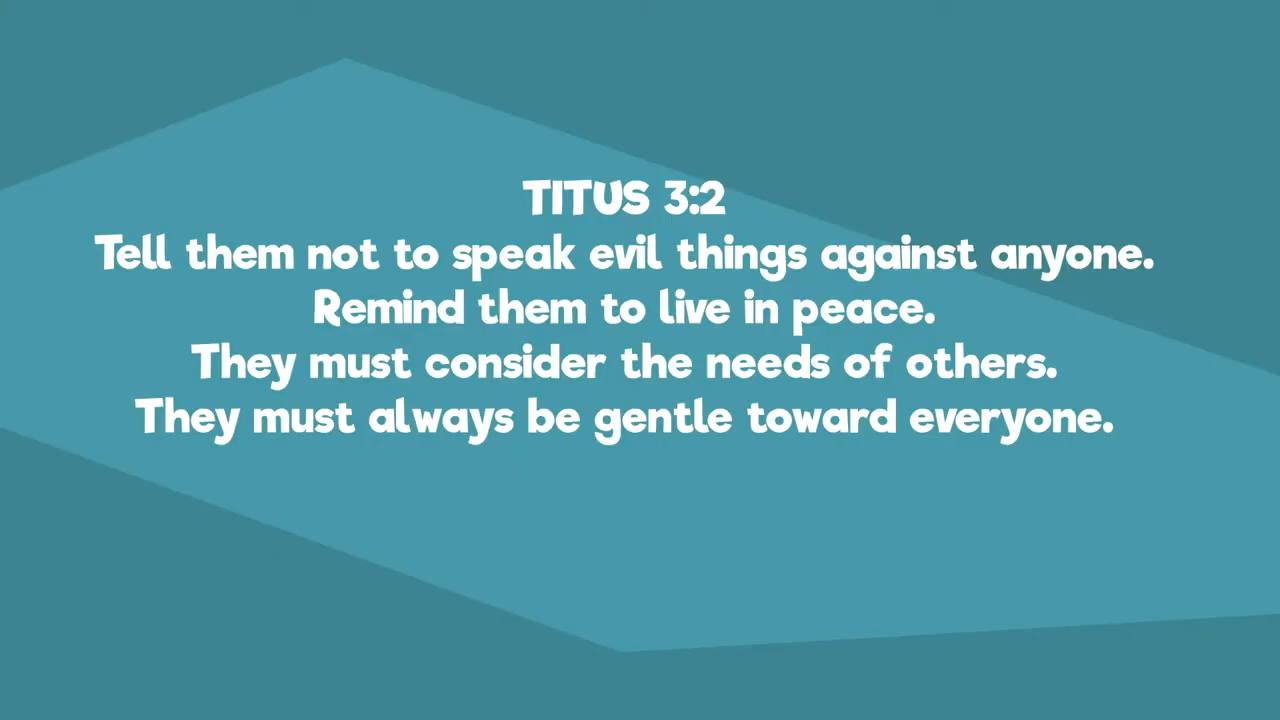 TITUS 3:2
Tell them not to speak evil things against anyone.
Remind them to live in peace.
They must consider the needs of others.
They must always be gentle toward everyone.